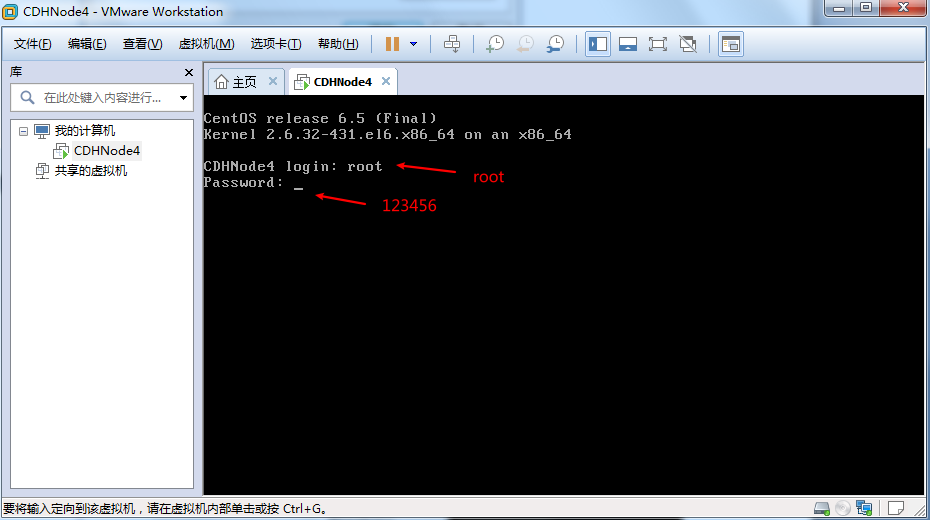 CDHNode4 - VMware Workstation
文件(F) 编辑(E) 查看(V) 虚拟机(M) 选项卡(T) 帮助(H)
库
主页
CDHNode4
在此处键入内容进行...
我的计算机
CDHNode4
共享的虚拟机
CentOS release 6.5 (Final)
Kernel 2.6.32-431.el6.x86_64 on an x86_64
CDHNode4 login: root
root
Password: _
123456
要将输入定向到该虚拟机，请在虚拟机内部单击或按 Ctrl+G。